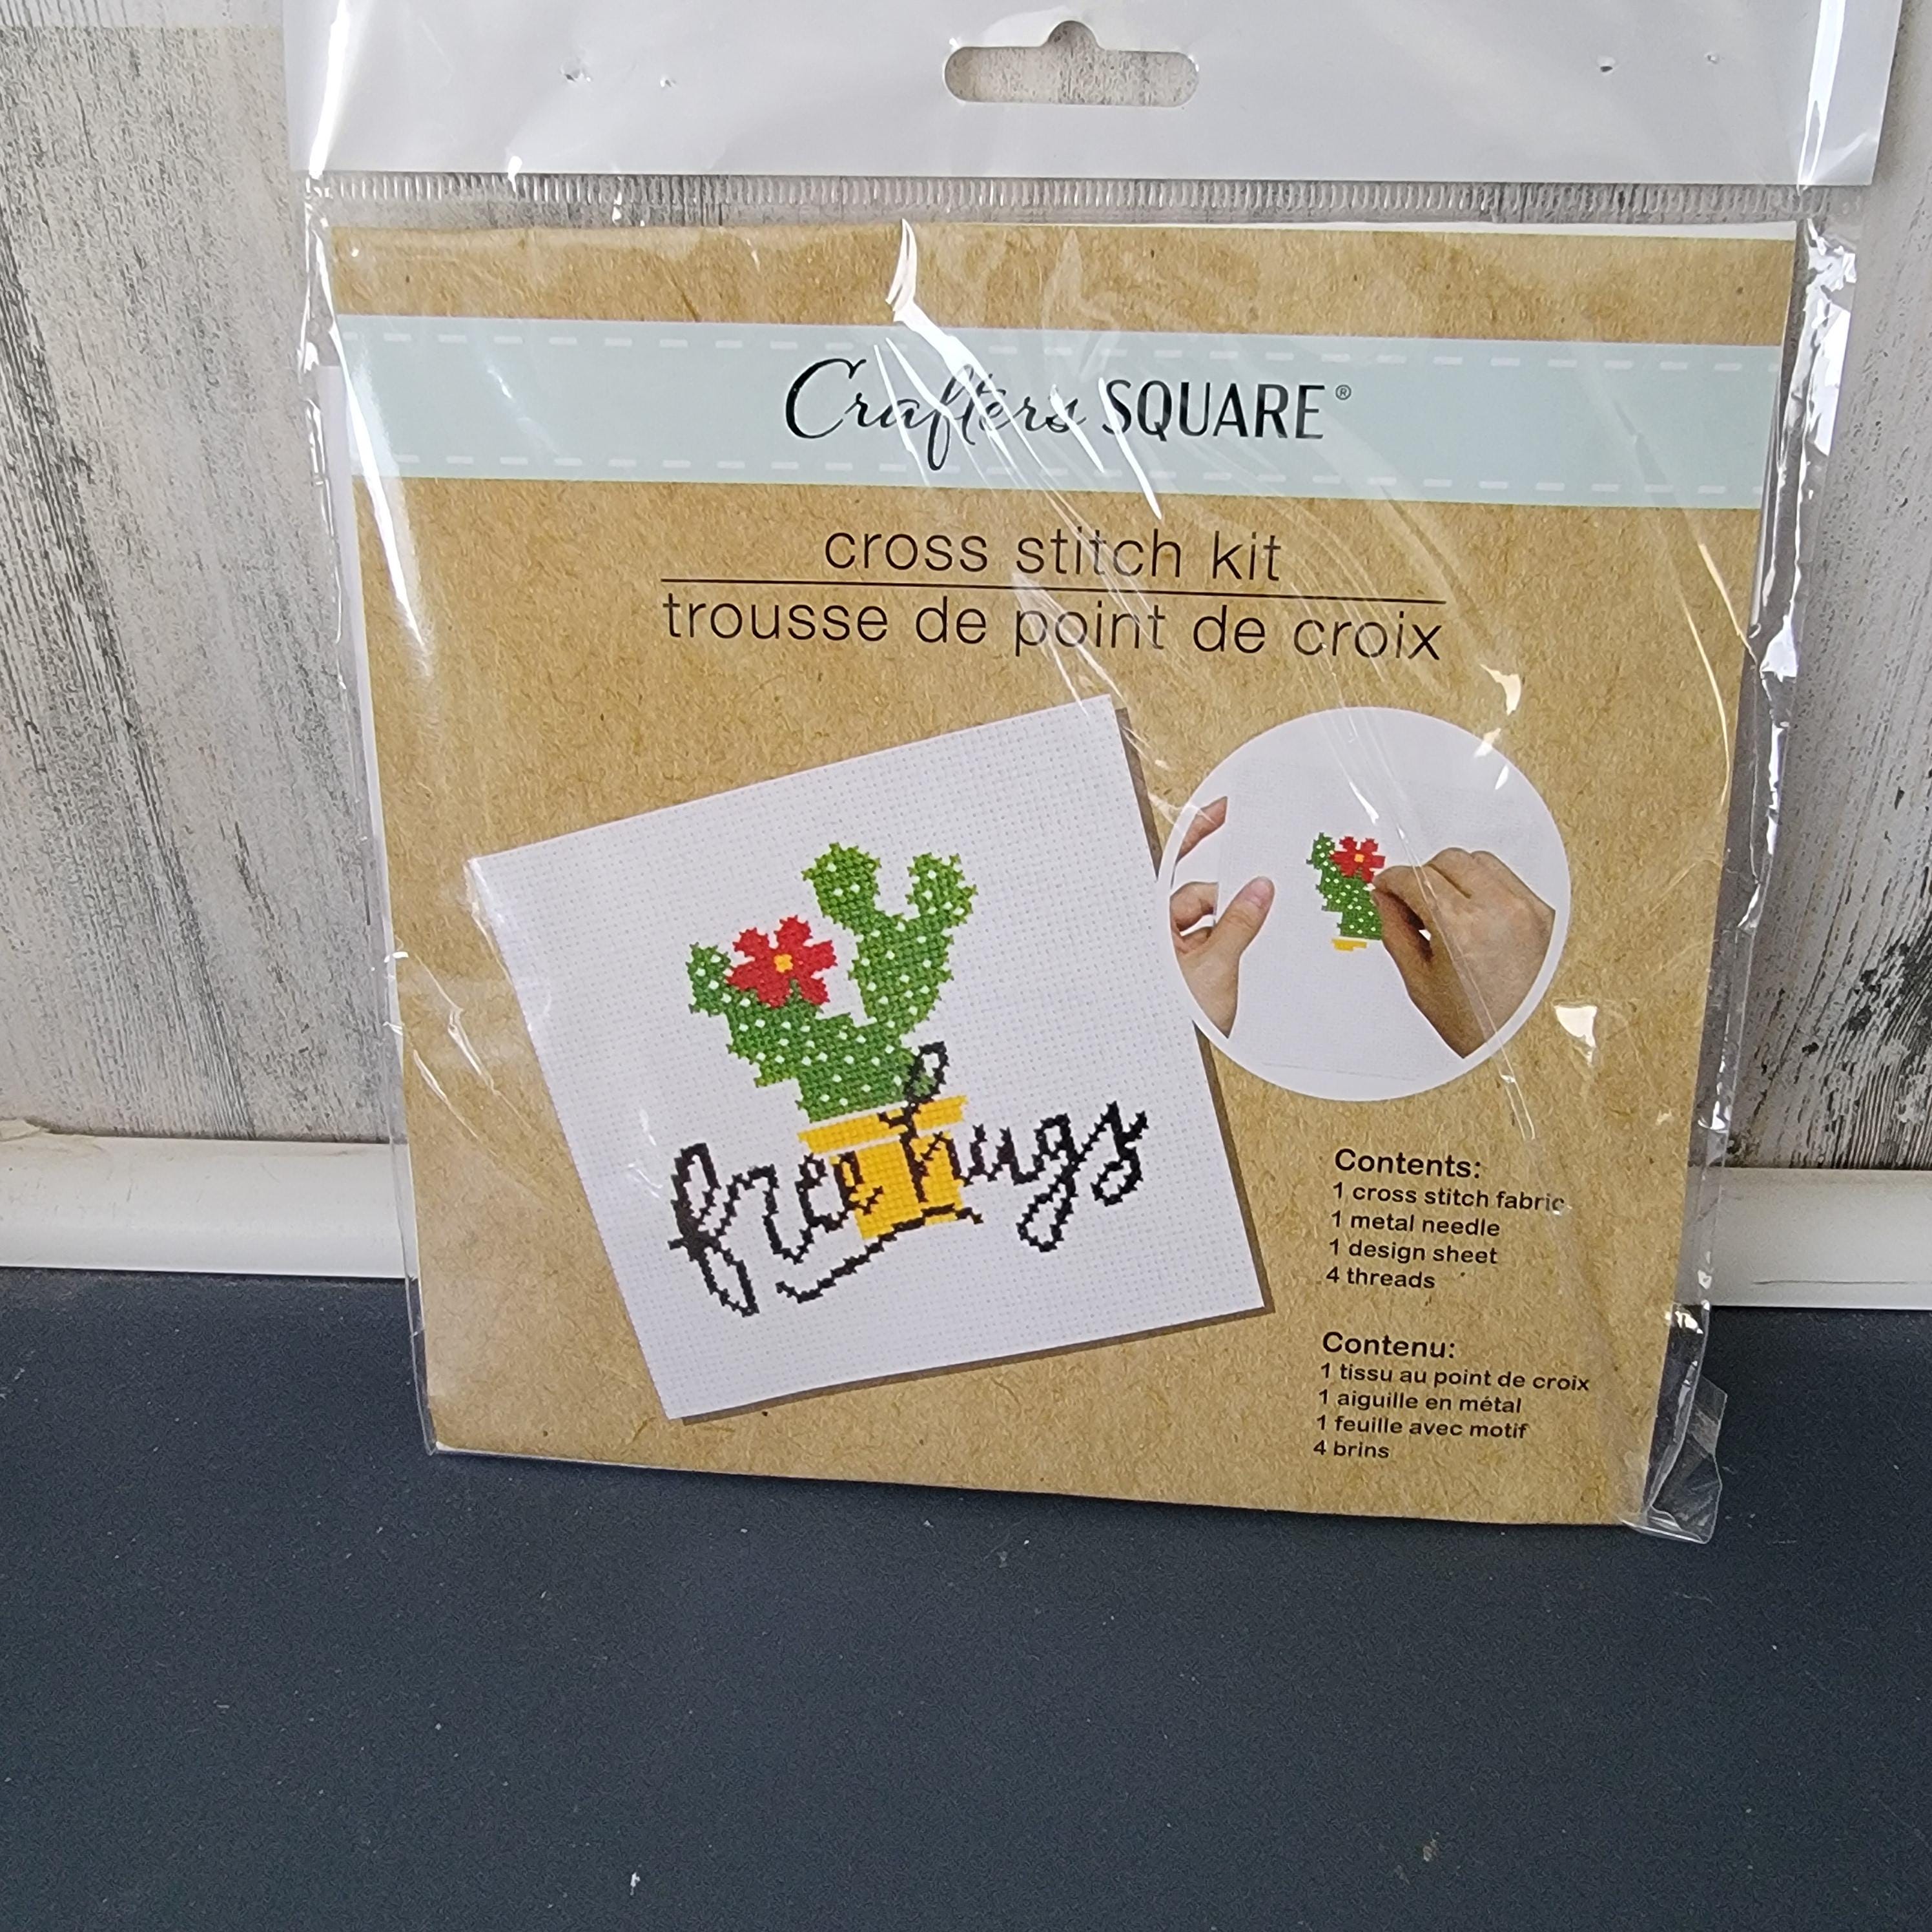 Crafters SQUARE®
cross stitch kit
trousse de point de croix
free hugs
Contents:
1 cross stitch fabric
1 metal needle
1 design sheet
4 threads
Contenu:
1 tissu au point de croix
1 aiguille en métal
1 feuille avec motif
4 brins